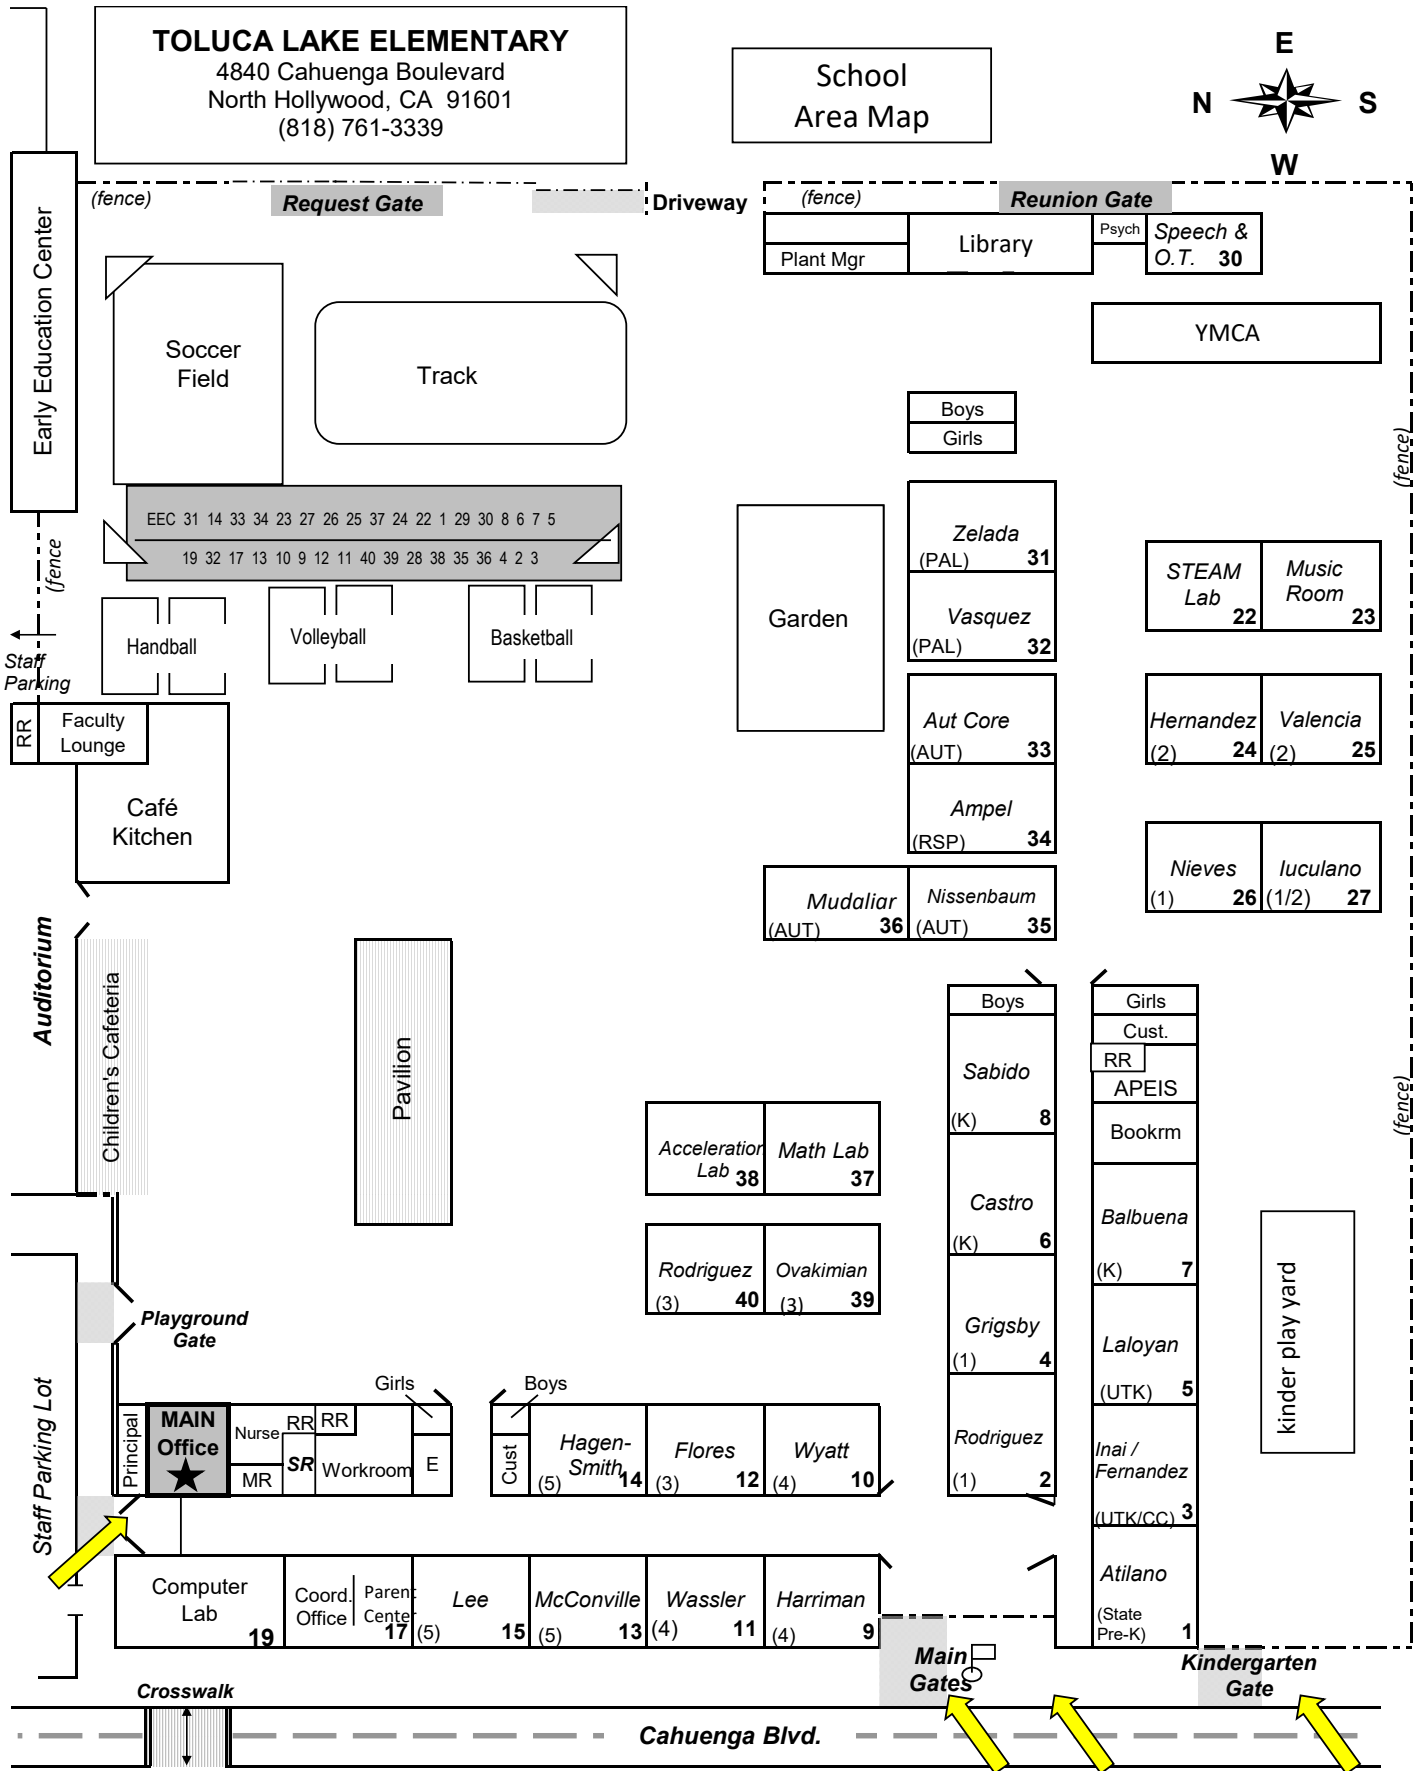 TOLUCA LAKE ELEMENTARY
4840 Cahuenga Boulevard
North Hollywood, CA 91601
(818) 761-3339
School
Area Map
E
N
S
W
(fence)
Request Gate
Driveway
(fence)
Reunion Gate
Early Education Center
Plant Mgr
Library
Psych
Speech &
O.T. 30
YMCA
Soccer
Field
Track
Boys
Girls
(fence)
EEC 31 14 33 34 23 27 26 25 37 24 22 1 29 30 8 6 7 5
19 32 17 13 10 9 12 11 40 39 28 38 35 36 4 2 3
(fence
Handball
Volleyball
Basketball
Staff
Parking
Garden
Zelada
(PAL) 31
Vasquez
(PAL) 32
STEAM
Lab
22
Music
Room
23
RR
Faculty
Lounge
Café
Kitchen
Aut Core
(AUT) 33
Ampel
(RSP) 34
Hernandez
(2) 24
Valencia
(2) 25
Nieves
(1) 26
Iuculano
(1/2) 27
Mudaliar
(AUT) 36
Nissenbaum
(AUT) 35
Auditorium
Children's Cafeteria
Pavilion
Boys
Sabido
(K) 8
Castro
(K) 6
Grigsby
(1) 4
Rodriguez
(1) 2
Girls
Cust.
RR
APEIS
Bookrm
Balbuena
(K) 7
Laloyan
(UTK) 5
Inai /
Fernandez
(UTK/CC) 3
Atilano
(State
Pre-K) 1
(fence)
kinder play yard
Acceleration
Lab 38
Math Lab
37
Rodriguez
(3) 40
Ovakimian
(3) 39
Playground
Gate
Staff Parking Lot
Principal
MAIN
Office
Nurse
MR
RR
SR
RR
Workroom
Girls
E
Boys
Cust
Hagen-
Smith
(5) 14
Flores
(3) 12
Wyatt
(4) 10
Computer
Lab
19
Coord.
Office
Parent
Center
17
Lee
(5) 15
McConville
(5) 13
Wassler
(4) 11
Harriman
(4) 9
Main
Gates
Kindergarten
Gate
Crosswalk
Cahuenga Blvd.